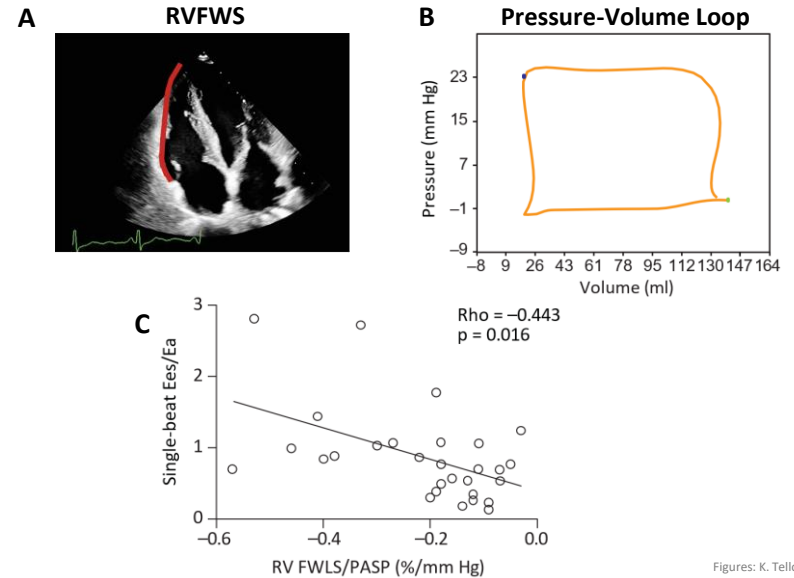 A
RVFWS
B
Pressure-Volume Loop
Pressure (mm Hg)
23
15
7
–1
–9
–8 9 26 43 61 78 95 112 130 147 164
Volume (ml)
C
Rho = –0.443
p = 0.016
Single-beat Ees/Ea
3
2
1
0
–0.6 –0.4 –0.2 0.0
RV FWLS/PASP (%/mm Hg)
Figures: K. Tello